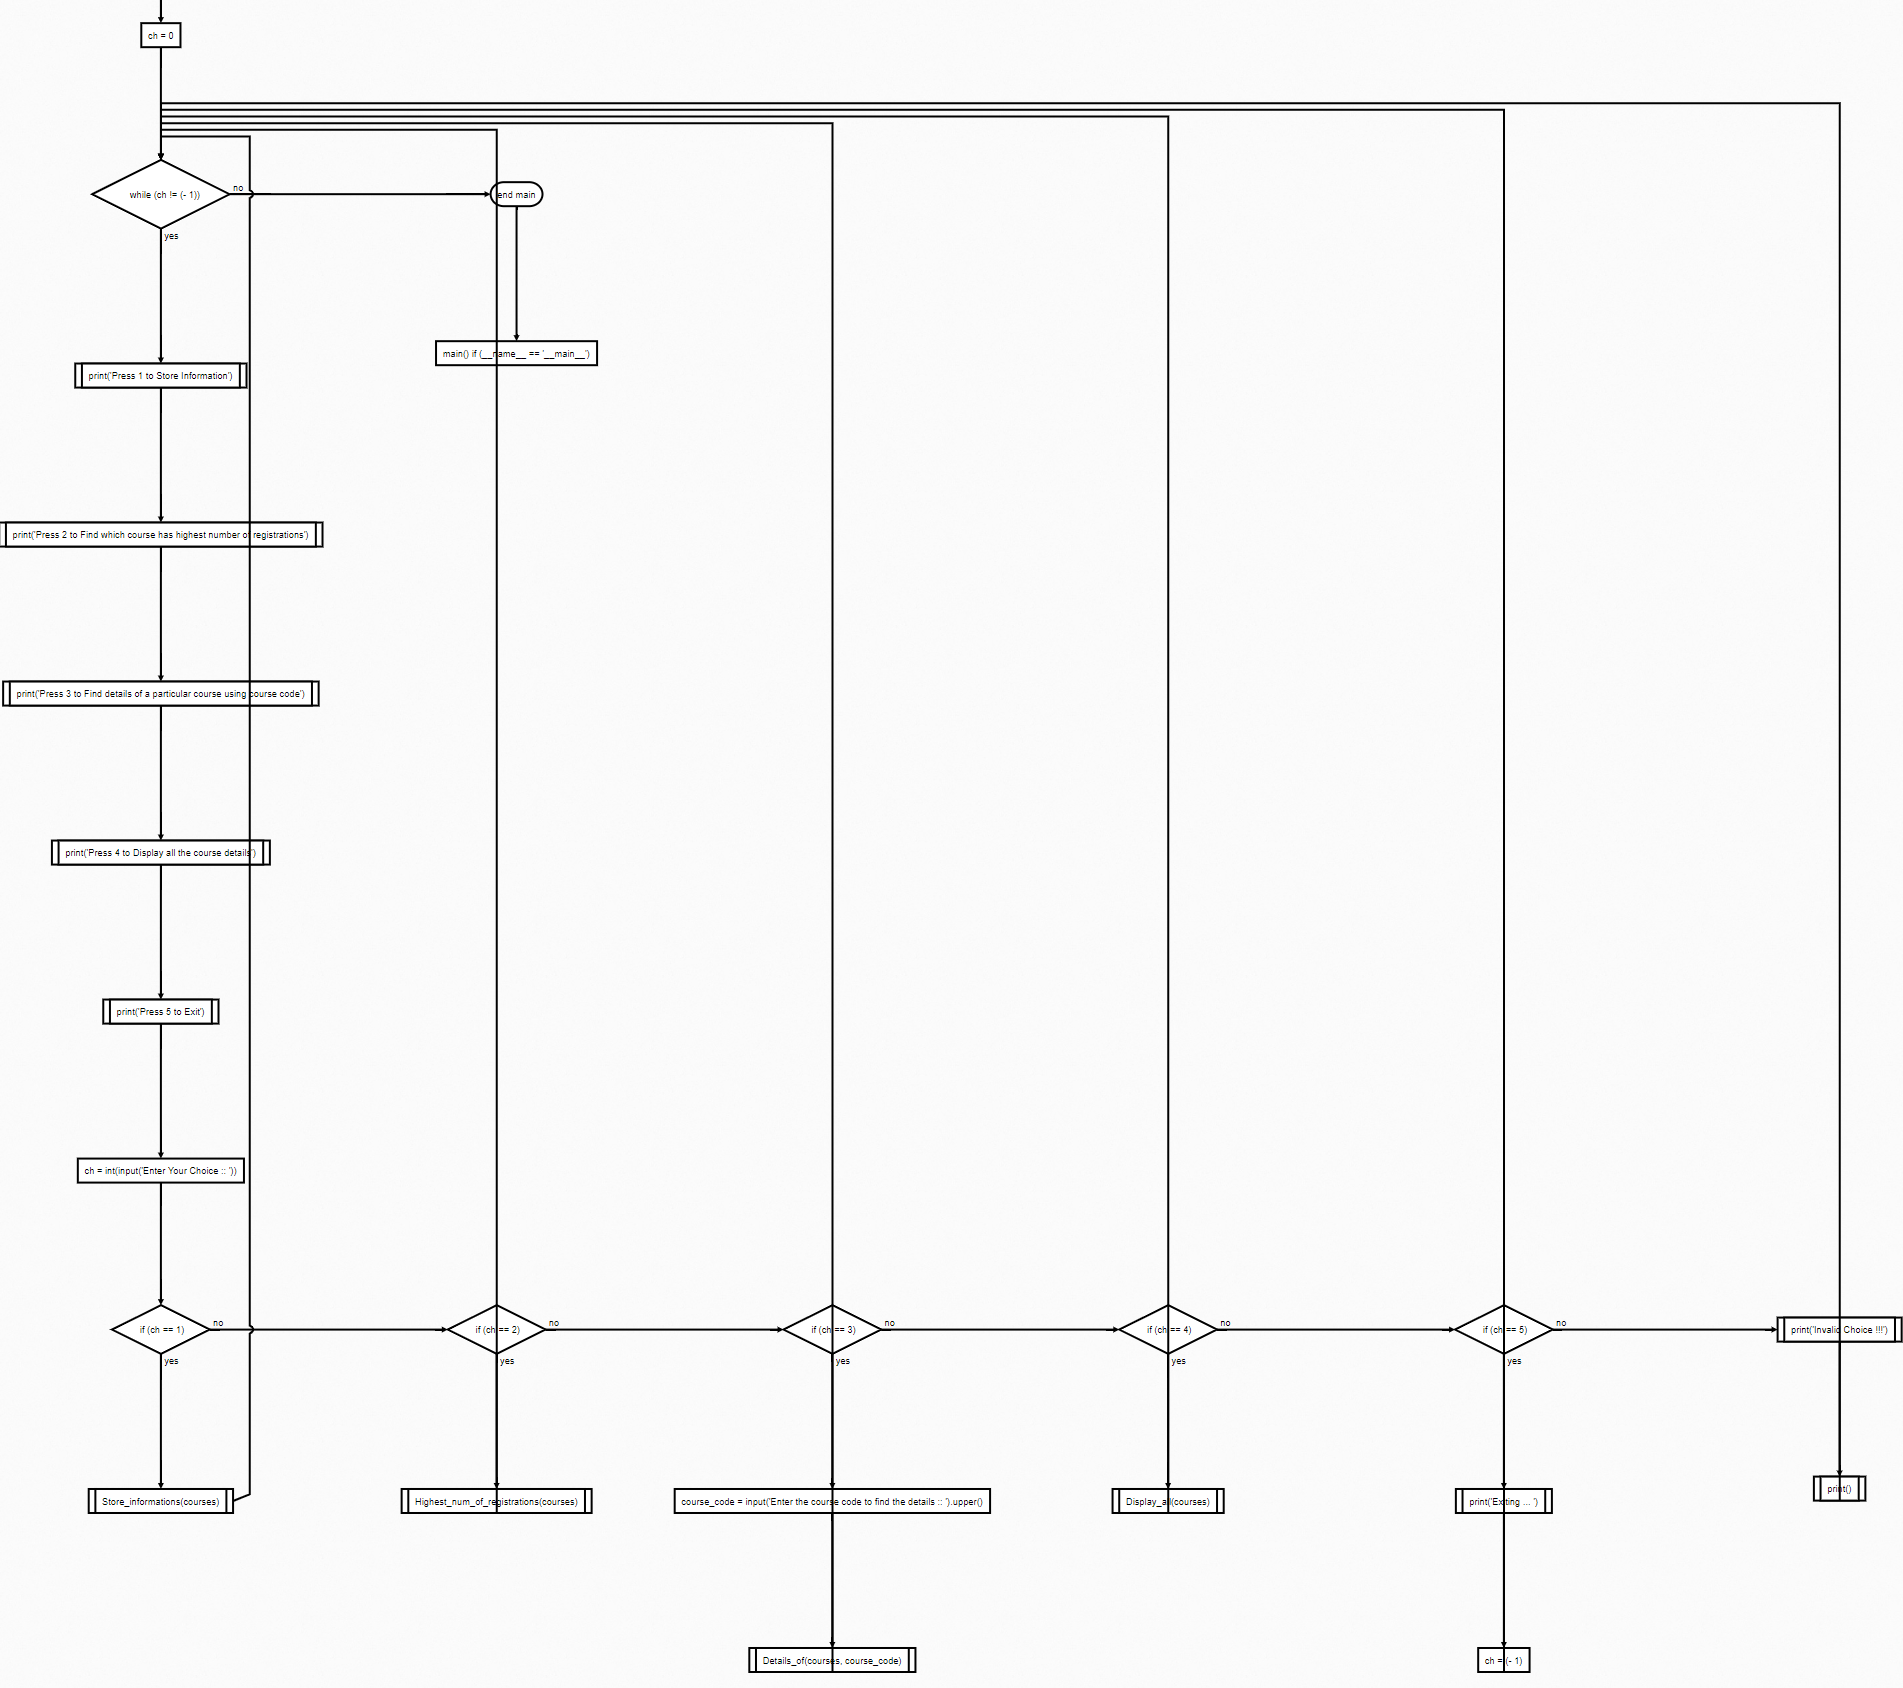 ch = 0
while (ch != (- 1))
no
end main
yes
main() if (__name__ == '__main__')
print('Press 1 to Store Information')
print('Press 2 to Find which course has highest number of registrations')
print('Press 3 to Find details of a particular course using course code')
print('Press 4 to Display all the course details')
print('Press 5 to Exit')
ch = int(input('Enter Your Choice :: '))
if (ch == 1)
no
if (ch == 2)
no
if (ch == 3)
no
if (ch == 4)
no
if (ch == 5)
no
print('Invalid Choice !!!')
yes
yes
yes
yes
yes
Store_informations(courses)
Highest_num_of_registrations(courses)
course_code = input('Enter the course code to find the details :: ').upper()
Display_all(courses)
print('Exiting ... ')
print()
Details_of(courses, course_code)
ch = (- 1)